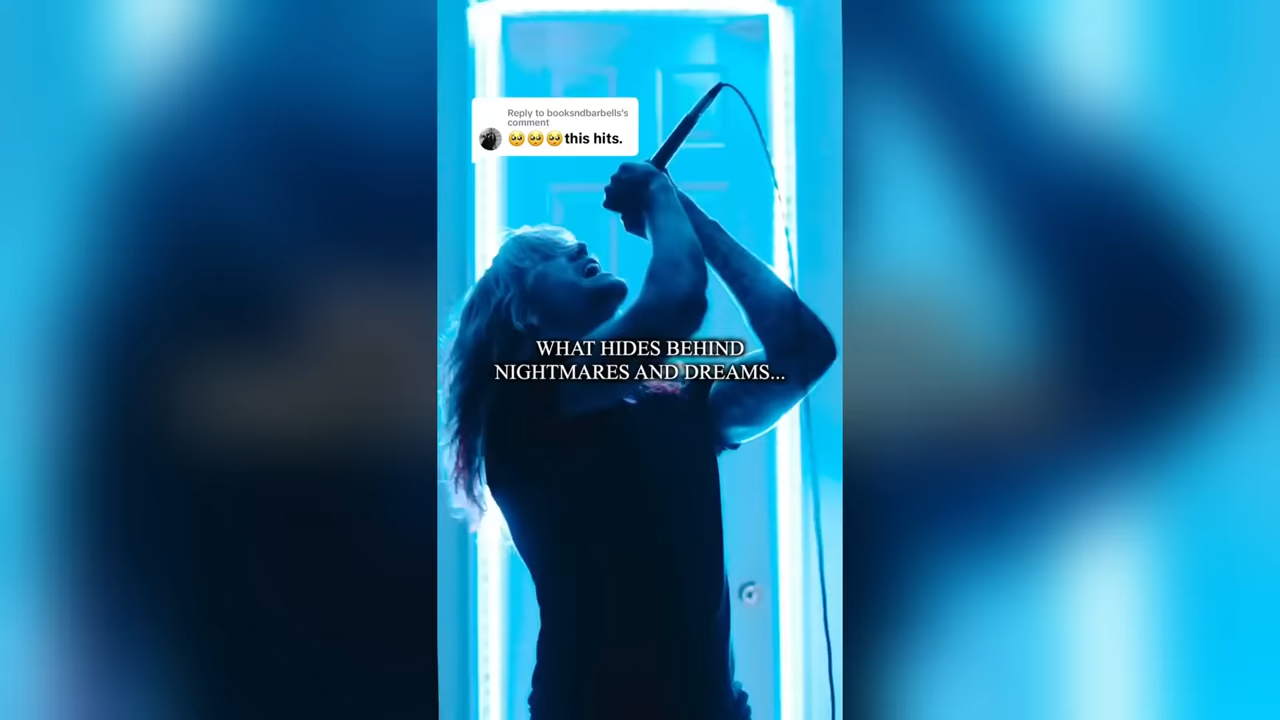 Reply to booksndbarbells's
comment
🥺🥺🥺this hits.
WHAT HIDES BEHIND
NIGHTMARES AND DREAMS...